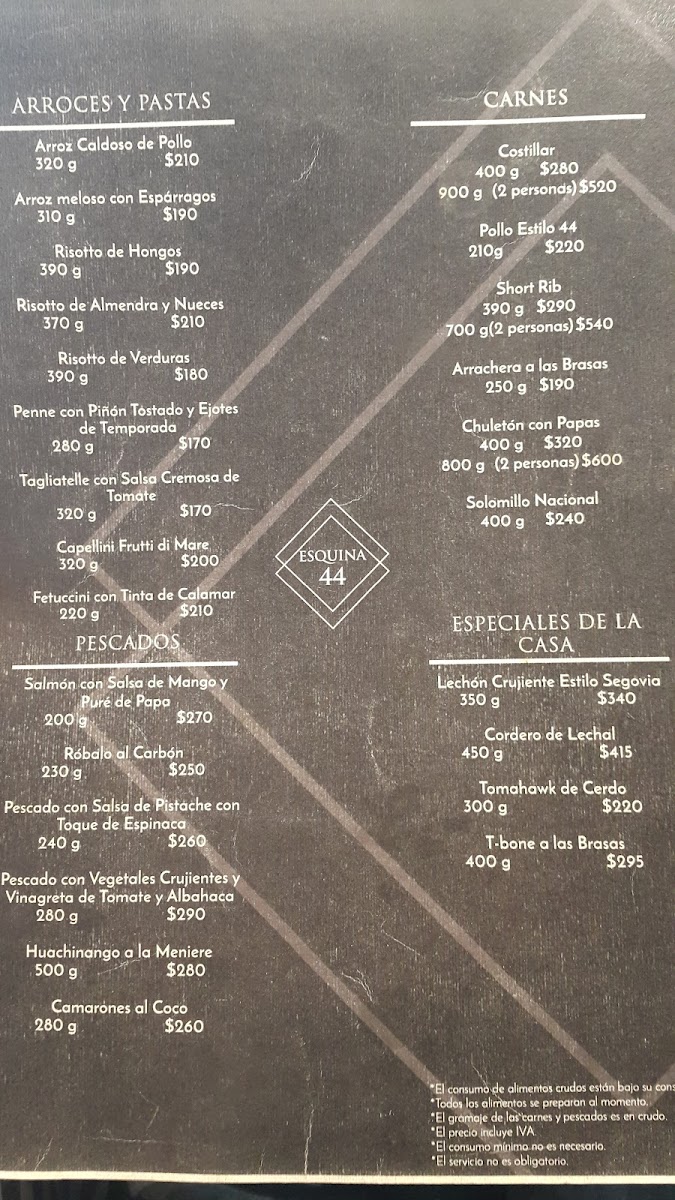 ARROCES Y PASTAS
Arroz Caldoso de Pollo
320 g $210
Arroz meloso con Espárragos
310 g $190
Risotto de Hongos
390 g $190
Risotto de Almendra y Nueces
370 g $210
Risotto de Verduras
390 g $180
Penne con Piñón Tostado y Ejotes
de Temporada
280 g $170
Tagliatelle con Salsa Cremosa de
Tomate
320 g $170
Capellini Frutti di Mare
320 g $200
Fetuccini con Tinta de Calamar
220 g $210
PESCADOS
Salmón con Salsa de Mango y
Puré de Papa
200 g $270
Róbalo al Carbón
230 g $250
Pescado con Salsa de Pistache con
Toque de Espinaca
240 g $260
Pescado con Vegetales Crujientes y
Vinagreta de Tomate y Albahaca
280 g $290
Huachinango a la Meniere
500 g $280
Camarones al Coco
280 g $260
ESQUINA
44
CARNES
Costillar
400 g $280
900 g (2 personas) $520
Pollo Estilo 44
210g $220
Short Rib
390 g $290
700 g(2 personas) $540
Arrachera a las Brasas
250 g $190
Chuletón con Papas
400 g $320
800 g (2 personas) $600
Solomillo Nacional
400 g $240
ESPECIALES DE LA
CASA
Lechón Crujiente Estilo Segovia
350 g $340
Cordero de Lechal
450 g $415
Tomahawk de Cerdo
300 g $220
T-bone a las Brasas
400 g $295
*El consumo de alimentos crudos están bajo su
*Todos los alimentos se preparan al momento.
*El gramaje de las carnes y pescados es en crudo.
*El precio incluye IVA.
*El consumo mínimo no es necesario.
*El servicio no es obligatorio.